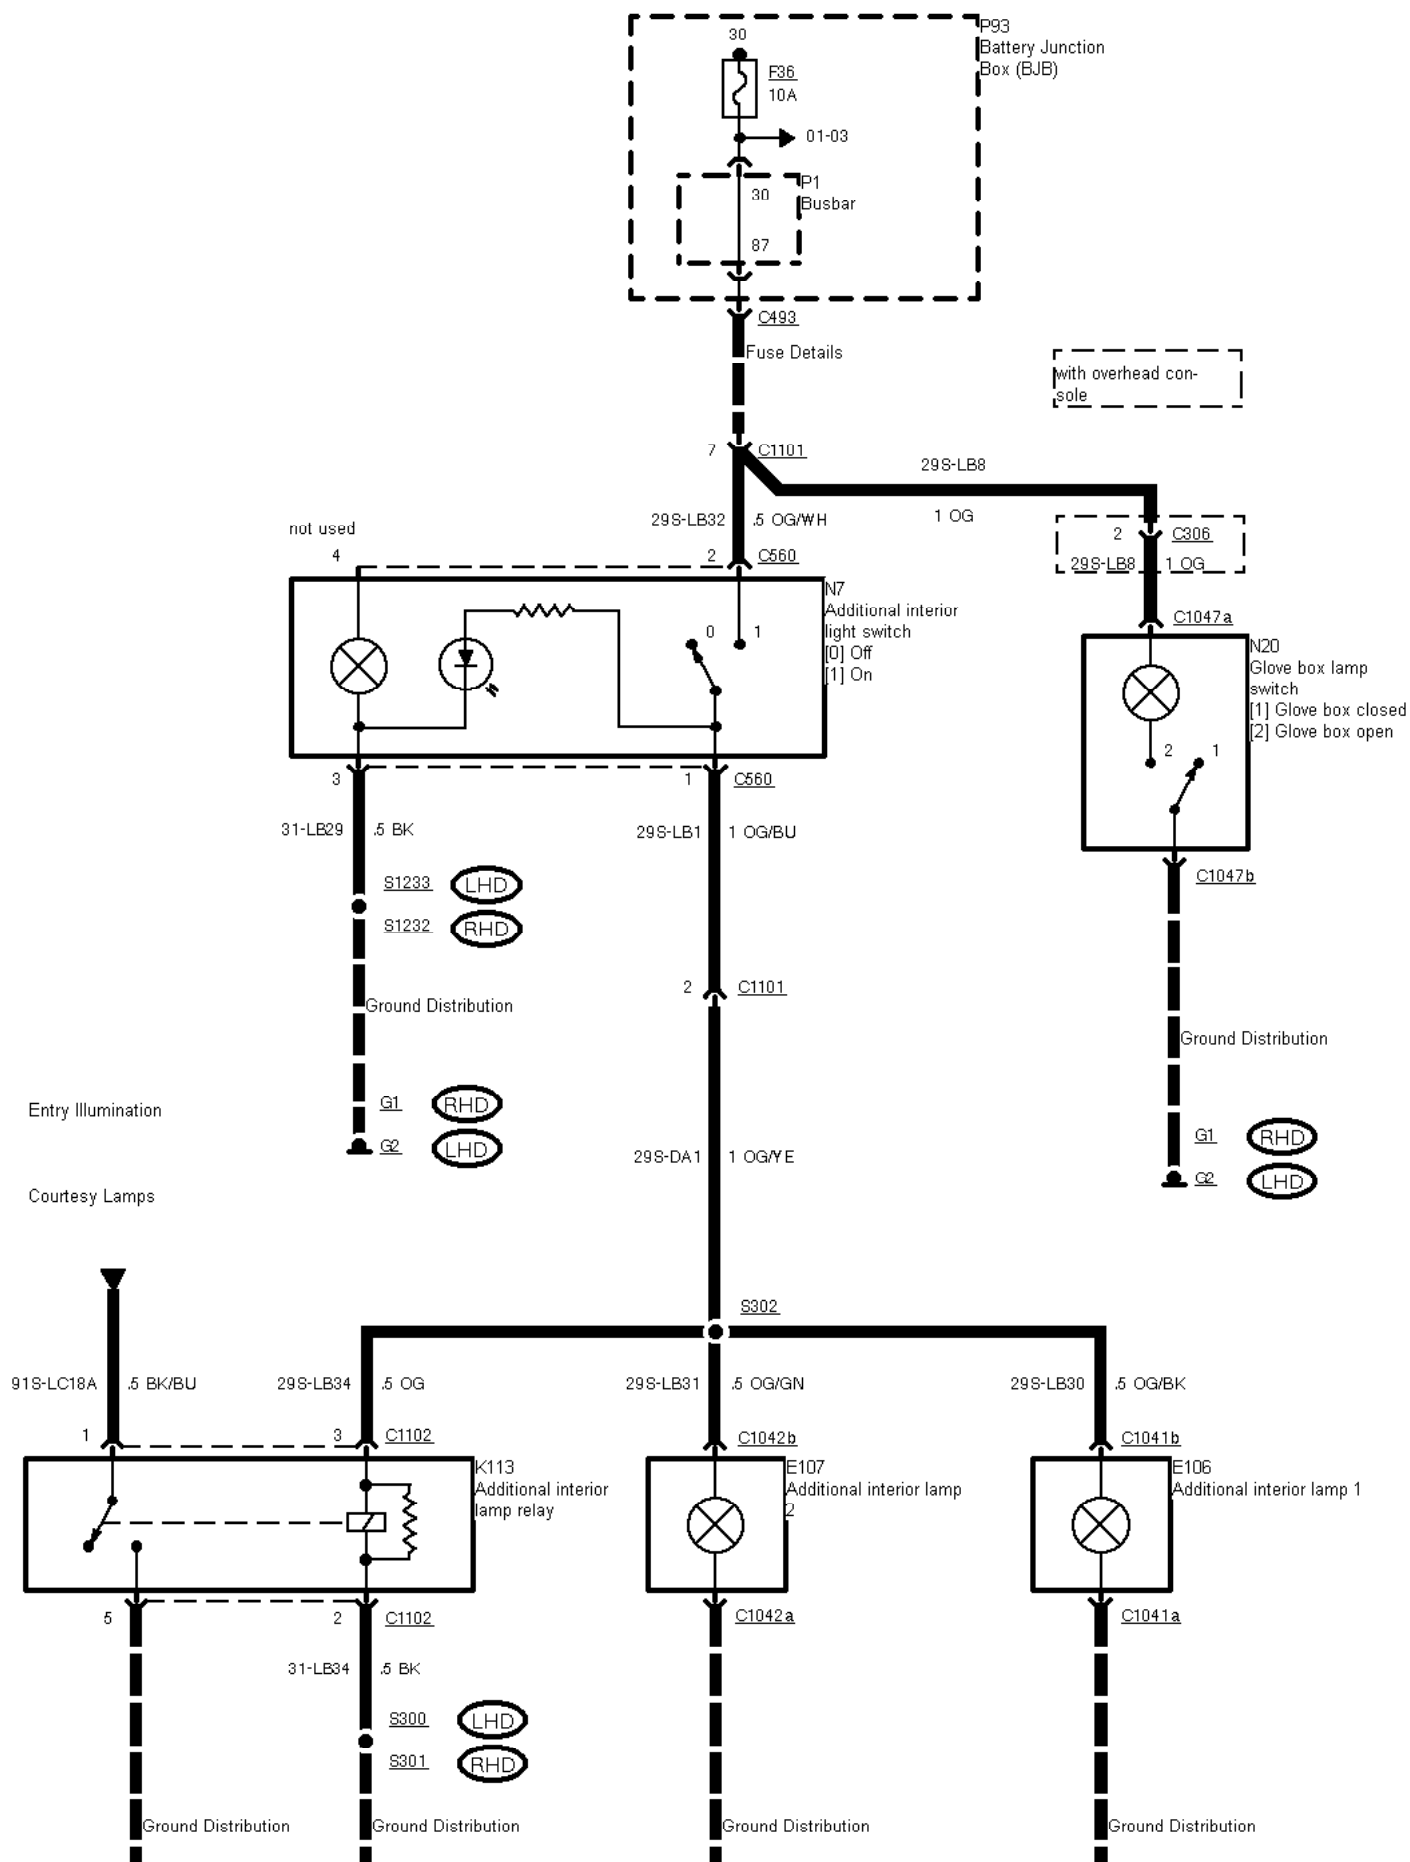 30
P93
Battery Junction
Box (BJB)
F36
10A
01-03
30
P1
Busbar
87
C493
Fuse Details
with overhead con-
sole
7
C1101
29S-LB8
1 OG
29S-LB32
.5 OG/WH
not used
4
2
C560
2
C306
29S-LB8
1 OG
N7
Additional interior
light switch
[0] Off
[1] On
0
1
C1047a
N20
Glove box lamp
switch
[1] Glove box closed
[2] Glove box open
2
1
3
1
C560
31-LB29
.5 BK
29S-LB1
1 OG/BU
C1047b
S1233
LHD
S1232
RHD
2
C1101
Ground Distribution
Ground Distribution
G1
RHD
G2
LHD
Entry Illumination
29S-DA1
1 OG/YE
G1
RHD
G2
LHD
Courtesy Lamps
S302
91S-LC18A
.5 BK/BU
29S-LB34
.5 OG
29S-LB31
.5 OG/GN
29S-LB30
.5 OG/BK
1
3
C1102
C1042b
C1041b
K113
Additional interior
lamp relay
E107
Additional interior lamp
2
E106
Additional interior lamp 1
5
2
C1102
C1042a
C1041a
31-LB34
.5 BK
S300
LHD
S301
RHD
Ground Distribution
Ground Distribution
Ground Distribution
Ground Distribution